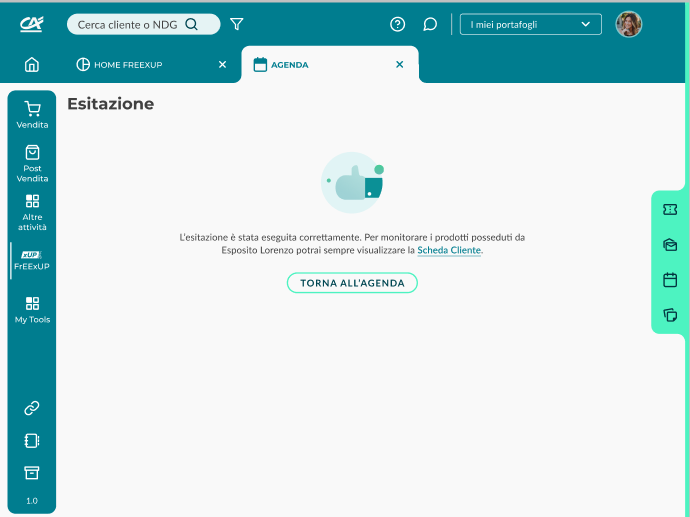 CA
Cerca cliente o NDG
I miei portafogli
HOME FREEXUP
AGENDA
Esitazione
Vendita
Post
Vendita
Altre
attività
xUP
FrEExUP
My Tools
1.0
L'esitazione è stata eseguita correttamente. Per monitorare i prodotti posseduti da
Esposito Lorenzo potrai sempre visualizzare la Scheda Cliente.
TORNA ALL'AGENDA